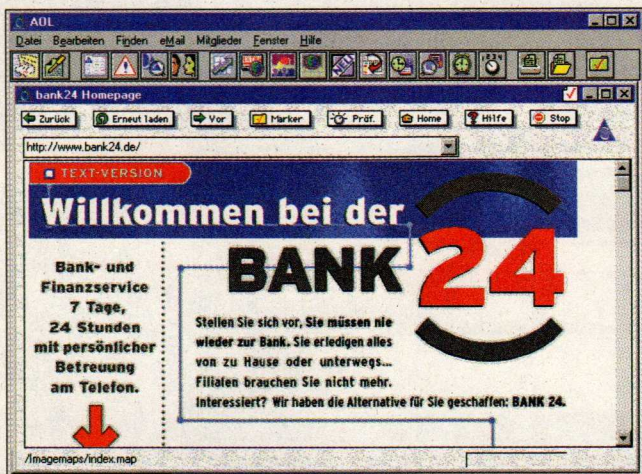 AOL
Datei Bearbeiten Finden eMail Mitglieder Fenster Hilfe
NEU
bank24 Homepage
Zurück Erneut laden Vor Marker Präf. Home Hilfe Stop
http://www.bank24.de/
TEXT-VERSION
Willkommen bei der
BANK 24
Bank- und
Finanzservice
7 Tage,
24 Stunden
mit persönlicher
Betreuung
am Telefon.
Stellen Sie sich vor, Sie müssen nie
wieder zur Bank. Sie erledigen alles
von zu Hause oder unterwegs...
Filialen brauchen Sie nicht mehr.
Interessiert? Wir haben die Alternative für Sie geschaffen: BANK 24.
/Imagemaps/index.map